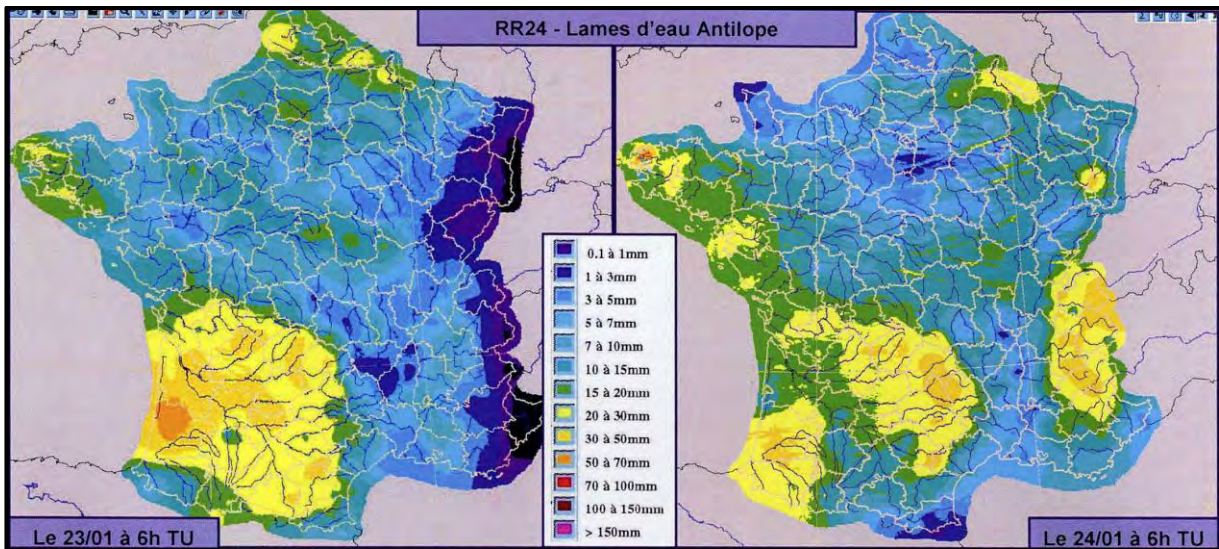 RR24 - Lames d'eau Antilope
0.1 à 1mm
1 à 3mm
3 à 5mm
5 à 7mm
7 à 10mm
10 à 15mm
15 à 20mm
20 à 30mm
30 à 50mm
50 à 70mm
70 à 100mm
100 à 150mm
> 150mm
Le 23/01 à 6h TU
Le 24/01 à 6h TU